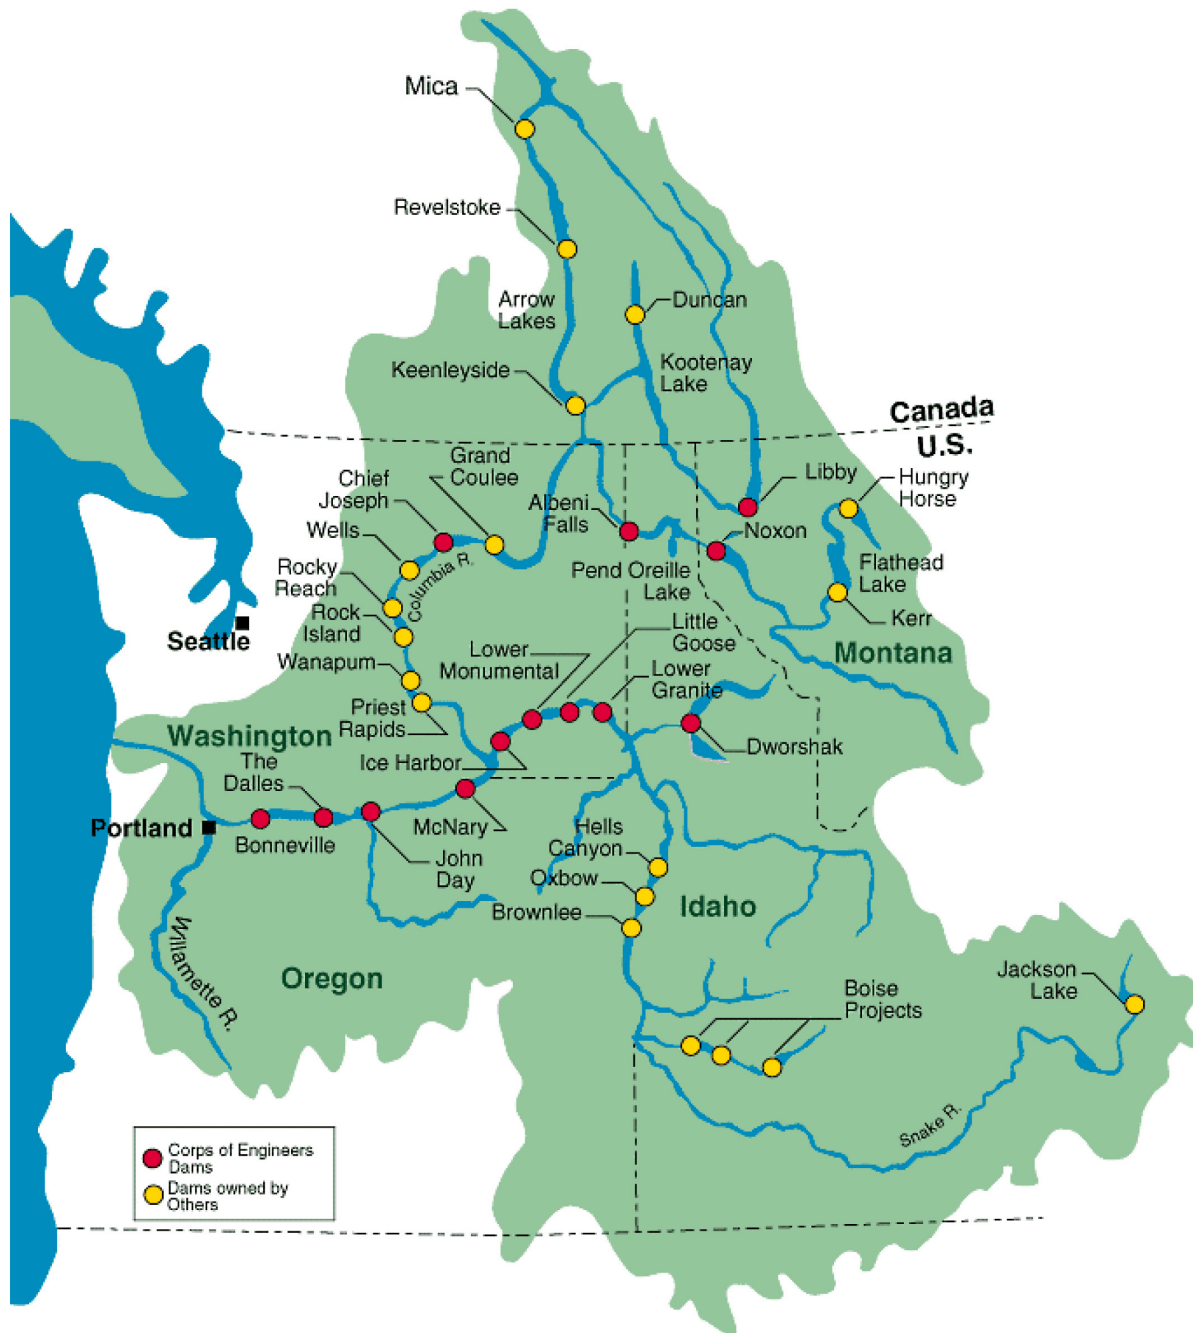 Mica
Revelstoke
Arrow
Lakes
Duncan
Keenleyside
Kootenay
Lake
Canada
U.S.
Grand
Coulee
Chief
Joseph
Libby
Hungry
Horse
Albeni
Falls
Wells
Noxon
Columbia R.
Rocky
Reach
Pend Oreille
Lake
Flathead
Lake
Rock
Island
Kerr
Seattle
Little
Goose
Lower
Monumental
Montana
Wanapum
Lower
Granite
Priest
Rapids
Washington
Ice Harbor
Dworshak
The
Dalles
Portland
Bonneville
McNary
Hells
Canyon
John
Day
Oxbow
Idaho
Brownlee
Willamette R.
Oregon
Jackson
Lake
Boise
Projects
Snake R.
Corps of Engineers
Dams
Dams owned by
Others